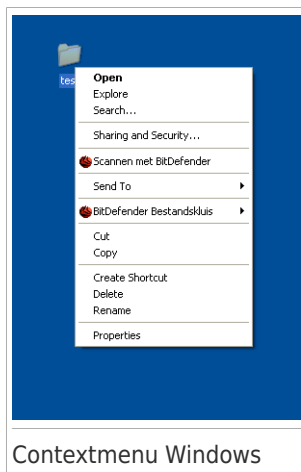 Open
Explore
Search...
Sharing and Security...
Scannen met BitDefender
Send To
BitDefender Bestandskluis
Cut
Copy
Create Shortcut
Delete
Rename
Properties
Contextmenu Windows